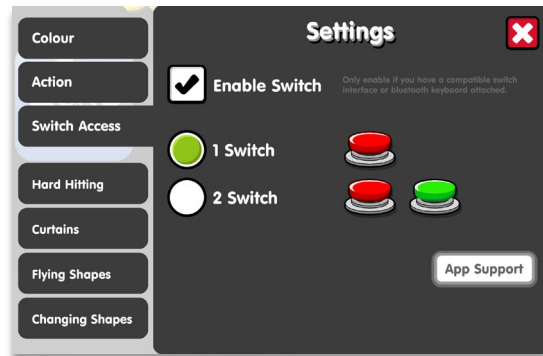 Settings
Colour
Action
Switch Access
Hard Hitting
Curtains
Flying Shapes
Changing Shapes
Enable Switch
Only enable if you have a compatible switch
interface or bluetooth keyboard attached.
1 Switch
2 Switch
App Support